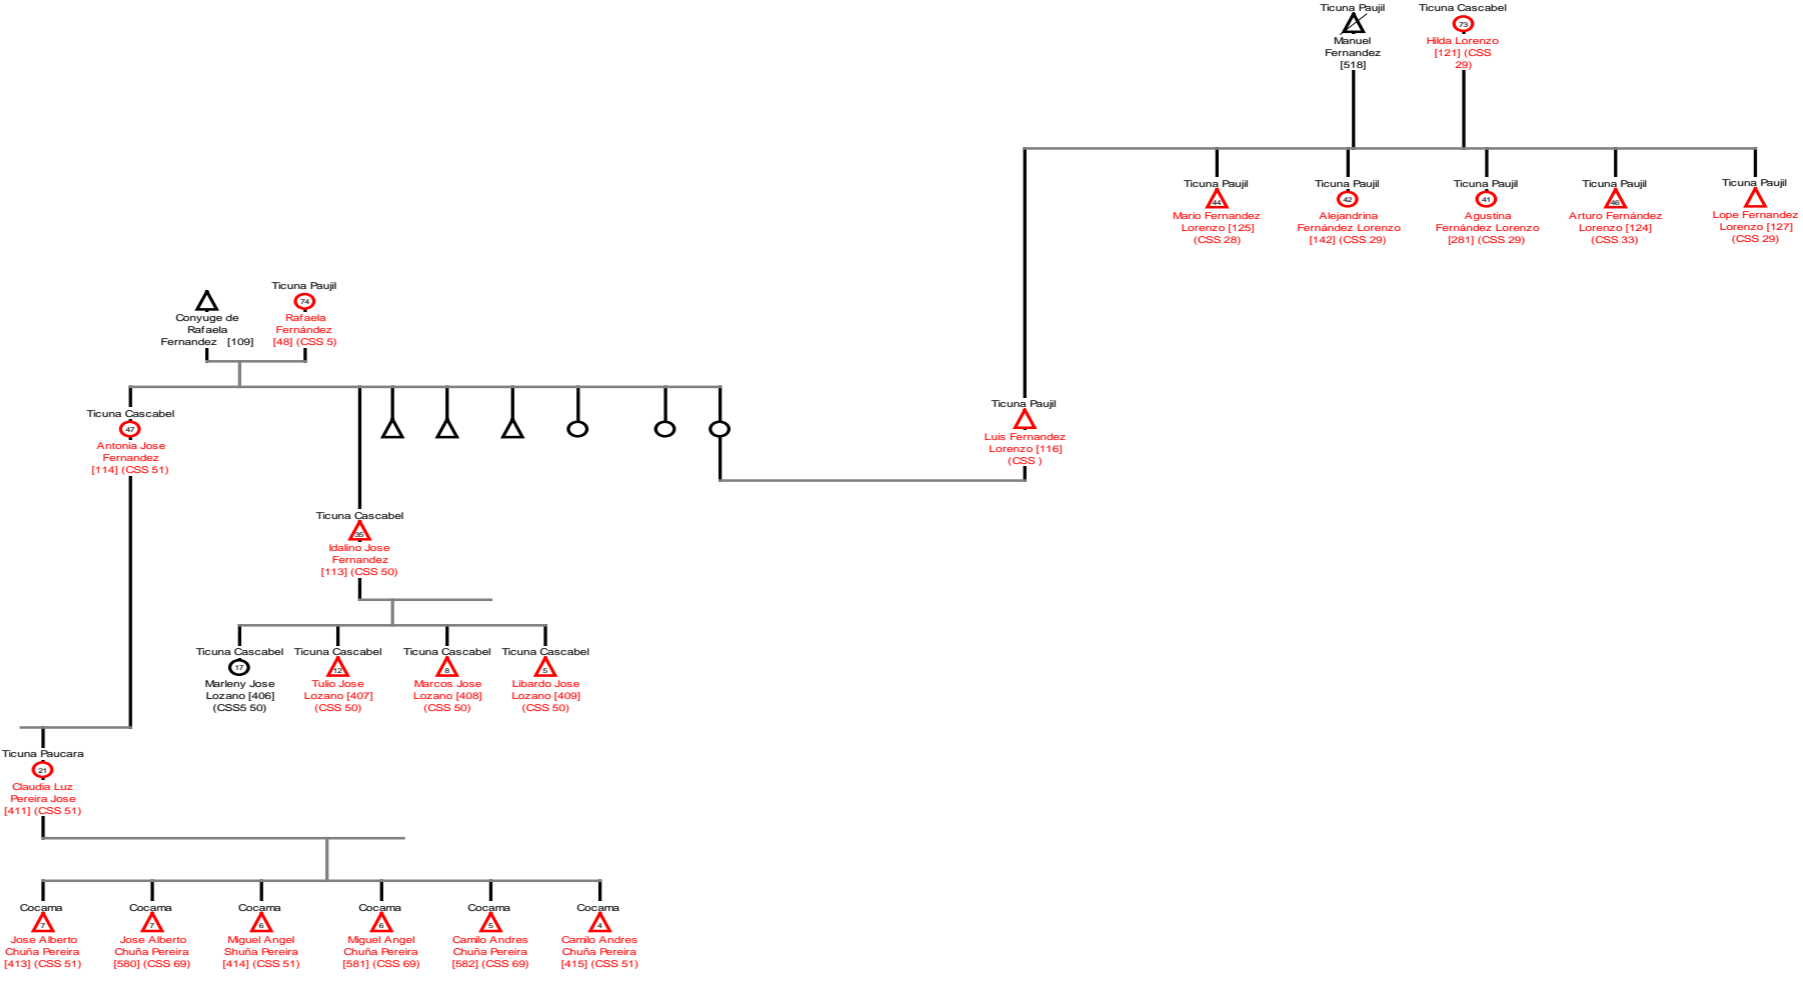 Ticuna Paujil
Manuel
Fernandez
[518]
Ticuna Cascabel
73
Hilda Lorenzo
[121] (CSS
29)
Ticuna Paujil
44
Mario Fernandez
Lorenzo [125]
(CSS 28)
Ticuna Paujil
42
Alejandrina
Fernández Lorenzo
[142] (CSS 29)
Ticuna Paujil
41
Agustina
Fernández Lorenzo
[281] (CSS 29)
Ticuna Paujil
46
Arturo Fernández
Lorenzo [124]
(CSS 33)
Ticuna Paujil
Lope Fernandez
Lorenzo [127]
(CSS 29)
Conyuge de
Rafaela
Fernandez [109]
Ticuna Paujil
74
Rafaela
Fernández
[48] (CSS 5)
Ticuna Cascabel
47
Antonia Jose
Fernandez
[114] (CSS 51)
Ticuna Paujil
Luis Fernandez
Lorenzo [116]
(CSS )
Ticuna Cascabel
36
Idalino Jose
Fernandez
[113] (CSS 50)
Ticuna Cascabel
17
Marleny Jose
Lozano [406]
(CSS5 50)
Ticuna Cascabel
12
Tulio Jose
Lozano [407]
(CSS 50)
Ticuna Cascabel
8
Marcos Jose
Lozano [408]
(CSS 50)
Ticuna Cascabel
5
Libardo Jose
Lozano [409]
(CSS 50)
Ticuna Paucara
21
Claudia Luz
Pereira Jose
[411] (CSS 51)
Cocama
7
Jose Alberto
Chuña Pereira
[413] (CSS 51)
Cocama
7
Jose Alberto
Chuña Pereira
[580] (CSS 69)
Cocama
6
Miguel Angel
Shuña Pereira
[414] (CSS 51)
Cocama
6
Miguel Angel
Chuña Pereira
[581] (CSS 69)
Cocama
5
Camilo Andres
Chuña Pereira
[582] (CSS 69)
Cocama
4
Camilo Andres
Chuña Pereira
[415] (CSS 51)